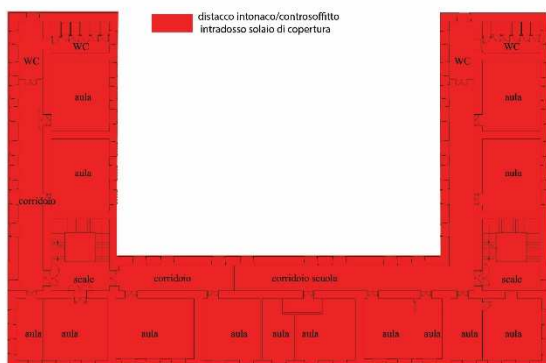 distacco intonaco/controsoffitto
intradosso solaio di copertura
WC
WC
WC
WC
aula
aula
aula
aula
corridoio
scale
corridoio
corridoio scuola
scale
aula
aula
aula
aula
aula
aula
aula
aula
aula
aula